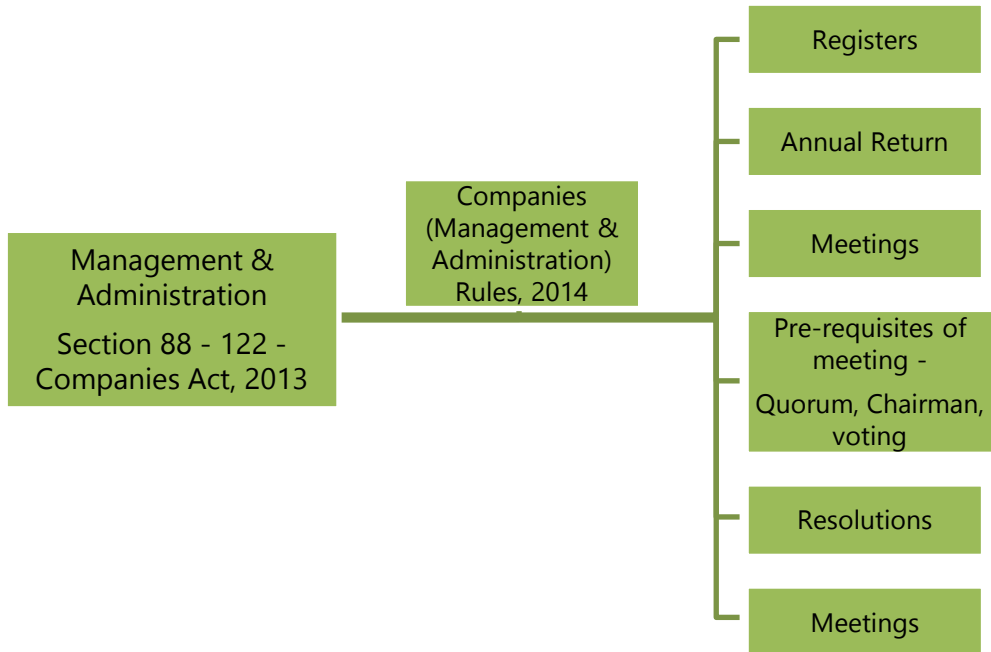 Management &
Administration
Section 88 - 122 -
Companies Act, 2013
Companies
(Management &
Administration)
Rules, 2014
Registers
Annual Return
Meetings
Pre-requisites of
meeting -
Quorum, Chairman,
voting
Resolutions
Meetings